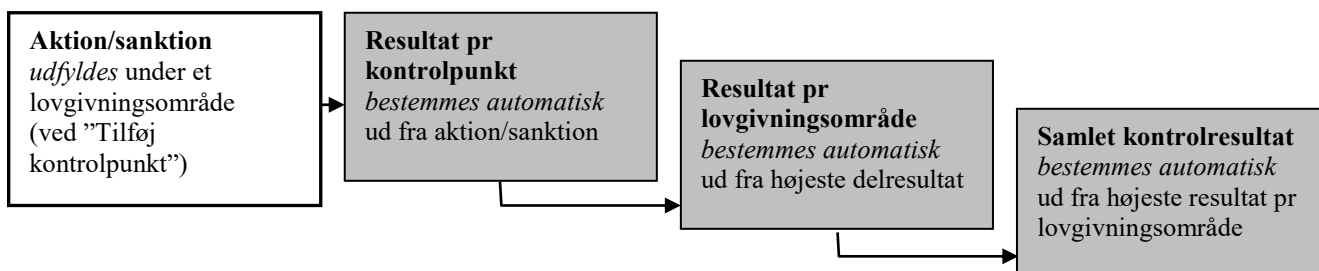 Aktion/sanktion
udfyldes under et
lovgivningsområde
(ved ”Tilføj
kontrolpunkt”)
Resultat pr
kontrolpunkt
bestemmes automatisk
ud fra aktion/sanktion
Resultat pr
lovgivningsområde
bestemmes automatisk
ud fra højeste delresultat
Samlet kontrolresultat
bestemmes automatisk
ud fra højeste resultat pr
lovgivningsområde